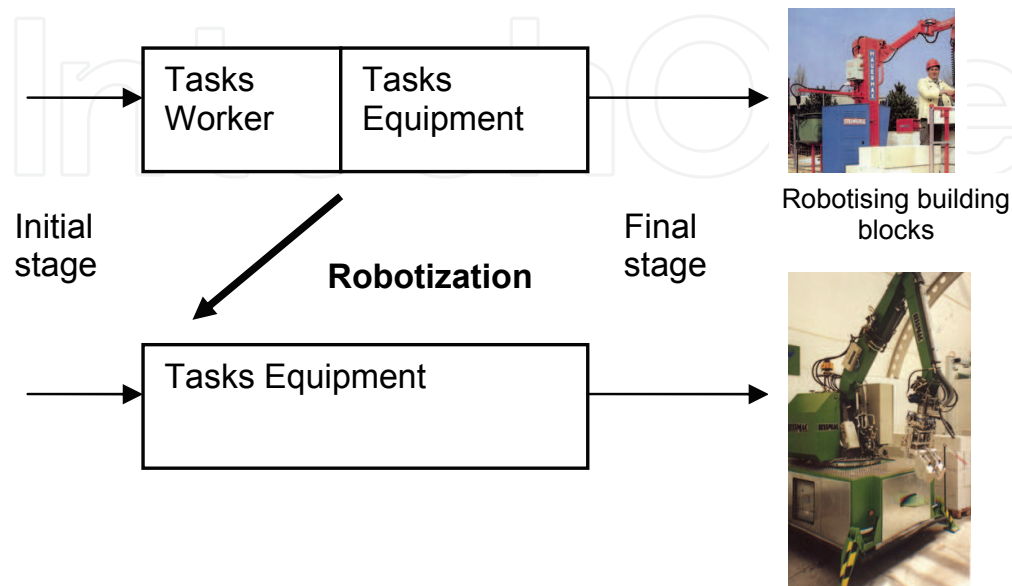 Tasks
Worker
Tasks
Equipment
Robotising building
blocks
Initial
stage
Robotization
Final
stage
Tasks Equipment